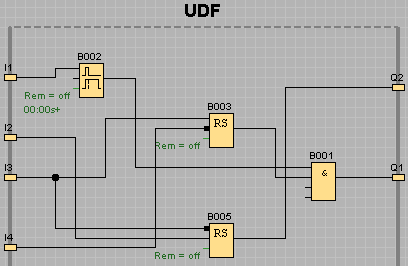 UDF
I1
B002
Rem = off
00:00s+
Q2
B003
RS
Rem = off
I2
B001
&
Q1
I3
B005
RS
Rem = off
I4